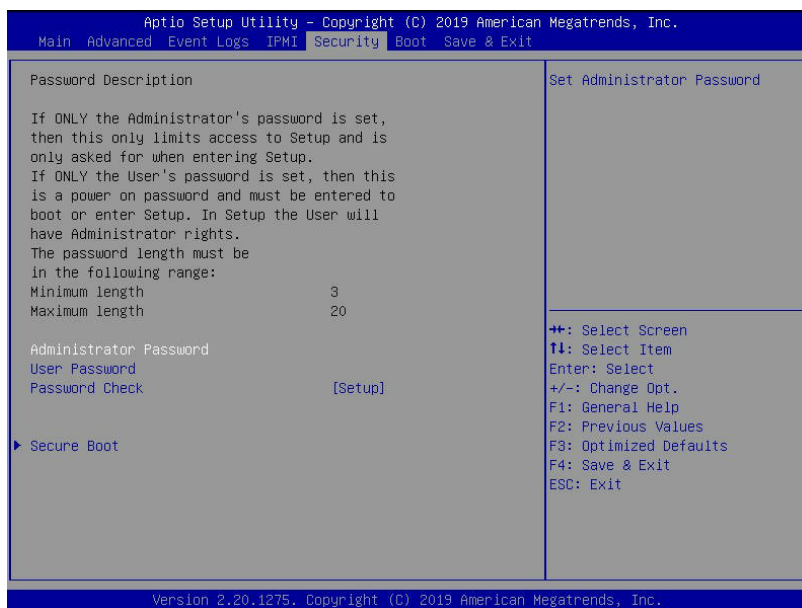 Aptio Setup Utility – Copyright (C) 2019 American Megatrends, Inc.
Main Advanced Event Logs IPMI Security Boot Save & Exit
Password Description
If ONLY the Administrator's password is set,
then this only limits access to Setup and is
only asked for when entering Setup.
If ONLY the User's password is set, then this
is a power on password and must be entered to
boot or enter Setup. In Setup the User will
have Administrator rights.
The password length must be
in the following range:
Minimum length 3
Maximum length 20
Administrator Password
User Password
Password Check [Setup]
Secure Boot
Set Administrator Password
→←: Select Screen
↑↓: Select Item
Enter: Select
+/-: Change Opt.
F1: General Help
F2: Previous Values
F3: Optimized Defaults
F4: Save & Exit
ESC: Exit
Version 2.20.1275. Copyright (C) 2019 American Megatrends, Inc.